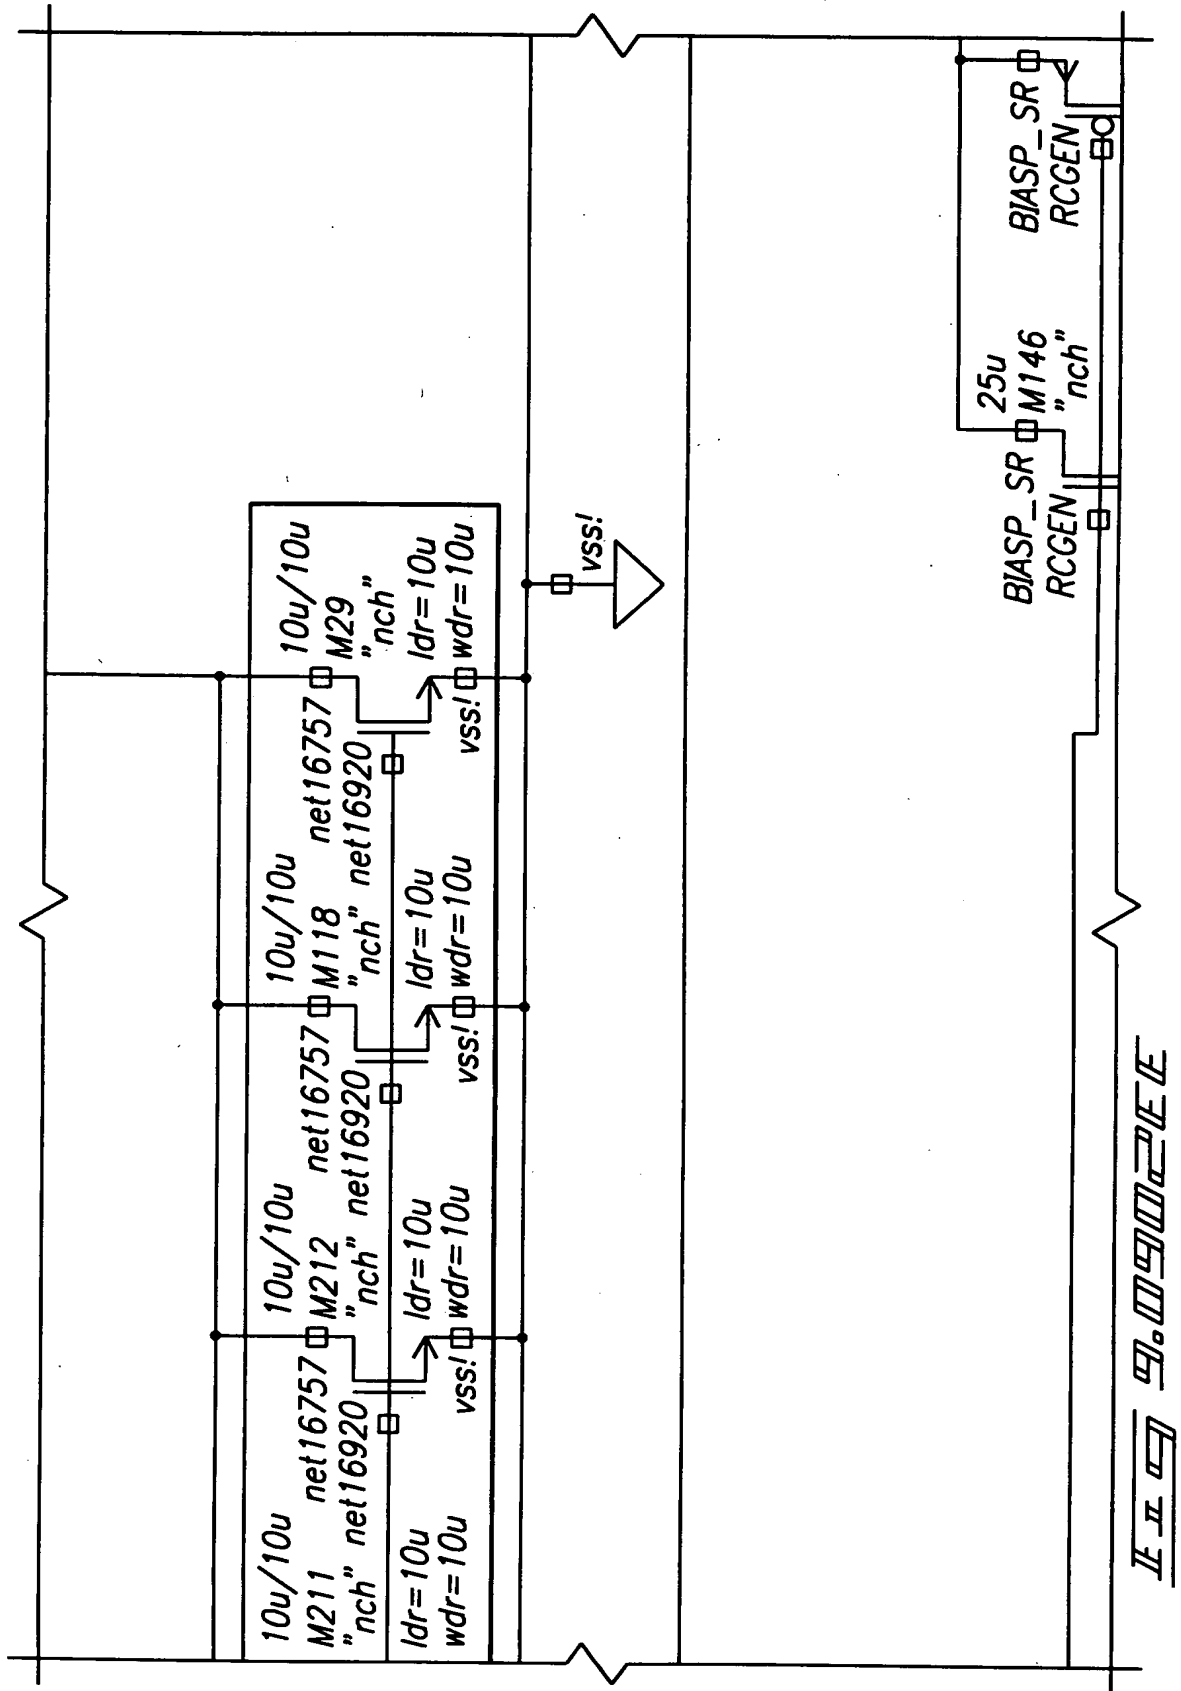 10u/10u
M211
"nch"
ldr=10u
wdr=10u
net16757
net16920
vss!
10u/10u
M212
"nch"
ldr=10u
wdr=10u
net16757
net16920
vss!
10u/10u
M118
"nch"
ldr=10u
wdr=10u
net16757
net16920
vss!
10u/10u
M29
"nch"
ldr=10u
wdr=10u
vss!
BIASP_SR
RCGEN
25u
M146
"nch"
BIASP_SR
RCGEN